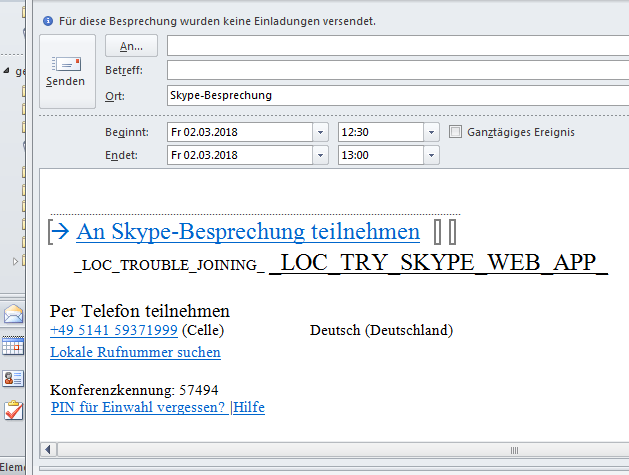 Für diese Besprechung wurden keine Einladungen versendet.
An...
Senden
Betreff:
Ort: Skype-Besprechung
Beginnt: Fr 02.03.2018 12:30 Ganztägiges Ereignis
Endet: Fr 02.03.2018 13:00
→ An Skype-Besprechung teilnehmen
_LOC_TROUBLE_JOINING_ _LOC_TRY_SKYPE_WEB_APP_
Per Telefon teilnehmen
+49 5141 59371999 (Celle) Deutsch (Deutschland)
Lokale Rufnummer suchen
Konferenzkennung: 57494
PIN für Einwahl vergessen? |Hilfe
Eleme